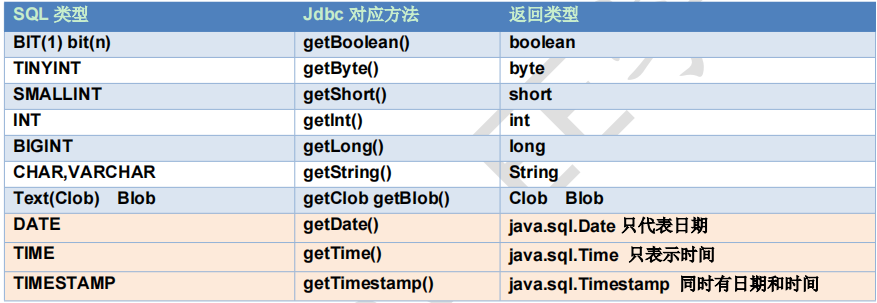 SQL 类型 Jdbc 对应方法 返回类型
BIT(1) bit(n) getBoolean() boolean
TINYINT getByte() byte
SMALLINT getShort() short
INT getInt() int
BIGINT getLong() long
CHAR,VARCHAR getString() String
Text(Clob) Blob getClob getBlob() Clob Blob
DATE getDate() java.sql.Date 只代表日期
TIME getTime() java.sql.Time 只表示时间
TIMESTAMP getTimestamp() java.sql.Timestamp 同时有日期和时间